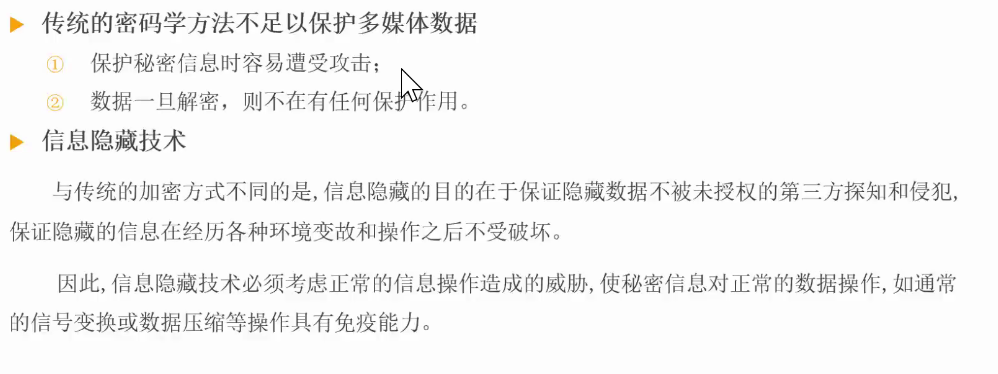 ▶ 传统的密码学方法不足以保护多媒体数据
① 保护秘密信息时容易遭受攻击；
② 数据一旦解密，则不在有任何保护作用。
▶ 信息隐藏技术
与传统的加密方式不同的是,信息隐藏的目的在于保证隐藏数据不被未授权的第三方探知和侵犯,
保证隐藏的信息在经历各种环境变故和操作之后不受破坏。
因此,信息隐藏技术必须考虑正常的信息操作造成的威胁,使秘密信息对正常的数据操作,如通常
的信号变换或数据压缩等操作具有免疫能力。